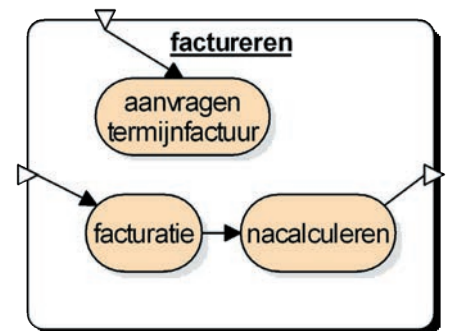 factureren
aanvragen
termijnfactuur
facturatie
nacalculeren